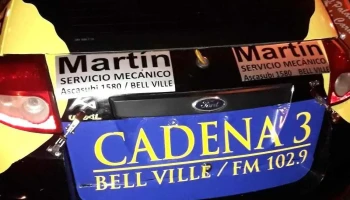 Martín
SERVICIO MECÁNICO
Ascasubi 1580 / BELL VILLE
Martín
SERVICIO MECÁNICO
Ascasubi 1580 / BELL VILLE
Ford
CADENA 3
BELL VILLE / FM 102.9